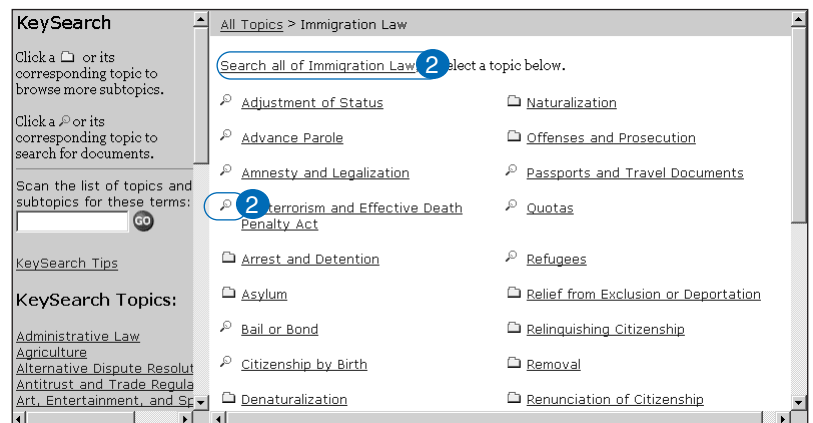 KeySearch
Click a or its
corresponding topic to
browse more subtopics.
Click a or its
corresponding topic to
search for documents.
Scan the list of topics and
subtopics for these terms:
GO
KeySearch Tips
KeySearch Topics:
Administrative Law
Agriculture
Alternative Dispute Resolut
Antitrust and Trade Regula
Art, Entertainment, and Sp
All Topics > Immigration Law
Search all of Immigration Law 2 elect a topic below.
Adjustment of Status
Advance Parole
Amnesty and Legalization
2 terrorism and Effective Death
Penalty Act
Arrest and Detention
Asylum
Bail or Bond
Citizenship by Birth
Denaturalization
Naturalization
Offenses and Prosecution
Passports and Travel Documents
Quotas
Refugees
Relief from Exclusion or Deportation
Relinquishing Citizenship
Removal
Renunciation of Citizenship